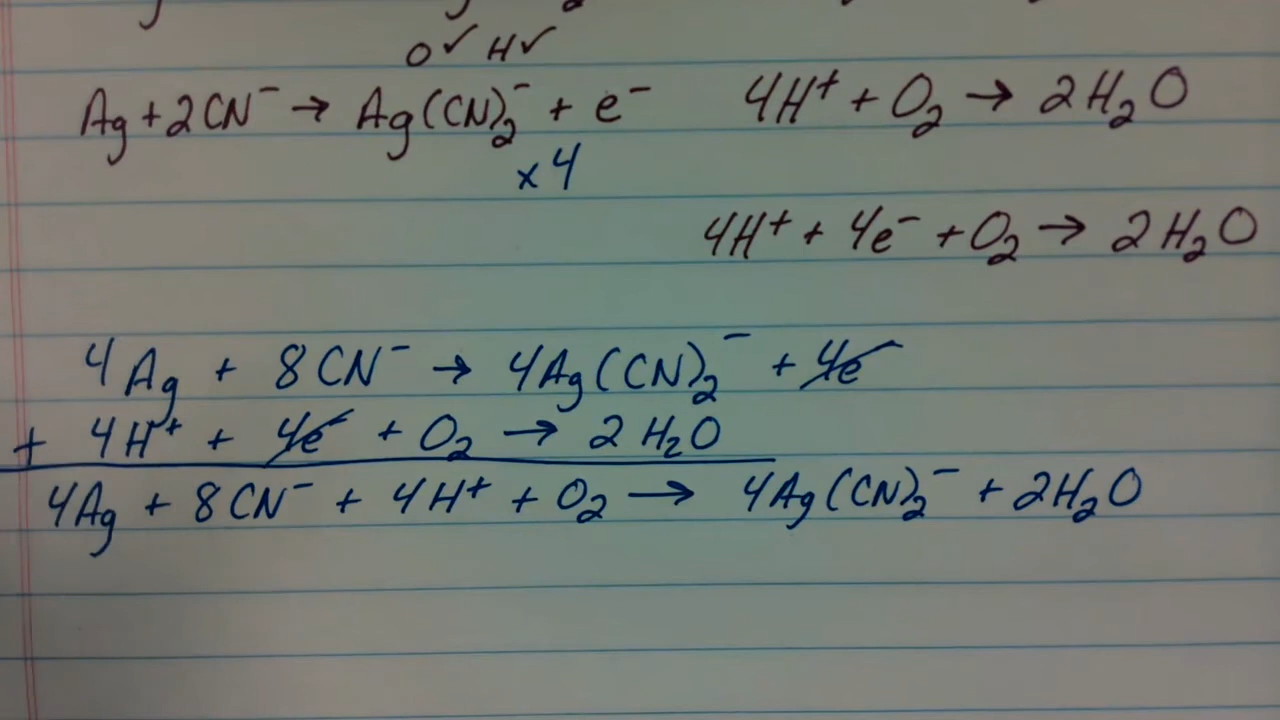 O ✓ H ✓
Ag + 2CN⁻ → Ag(CN)₂⁻ + e⁻ 4H⁺ + O₂ → 2H₂O
x 4
4H⁺ + 4e⁻ + O₂ → 2H₂O
4Ag + 8CN⁻ → 4Ag(CN)₂⁻ + 4e⁻
+ 4H⁺ + 4e⁻ + O₂ → 2H₂O
4Ag + 8CN⁻ + 4H⁺ + O₂ → 4Ag(CN)₂⁻ + 2H₂O